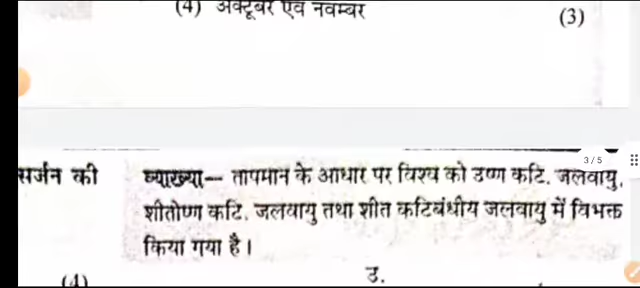 (4) अक्टूबर एवं नवम्बर
(3)
3 / 5
सर्जन की
व्याख्या— तापमान के आधार पर विश्व को उष्ण कटि. जलवायु,
शीतोष्ण कटि. जलवायु तथा शीत कटिबंधीय जलवायु में विभक्त
किया गया है।
(4)
उ.